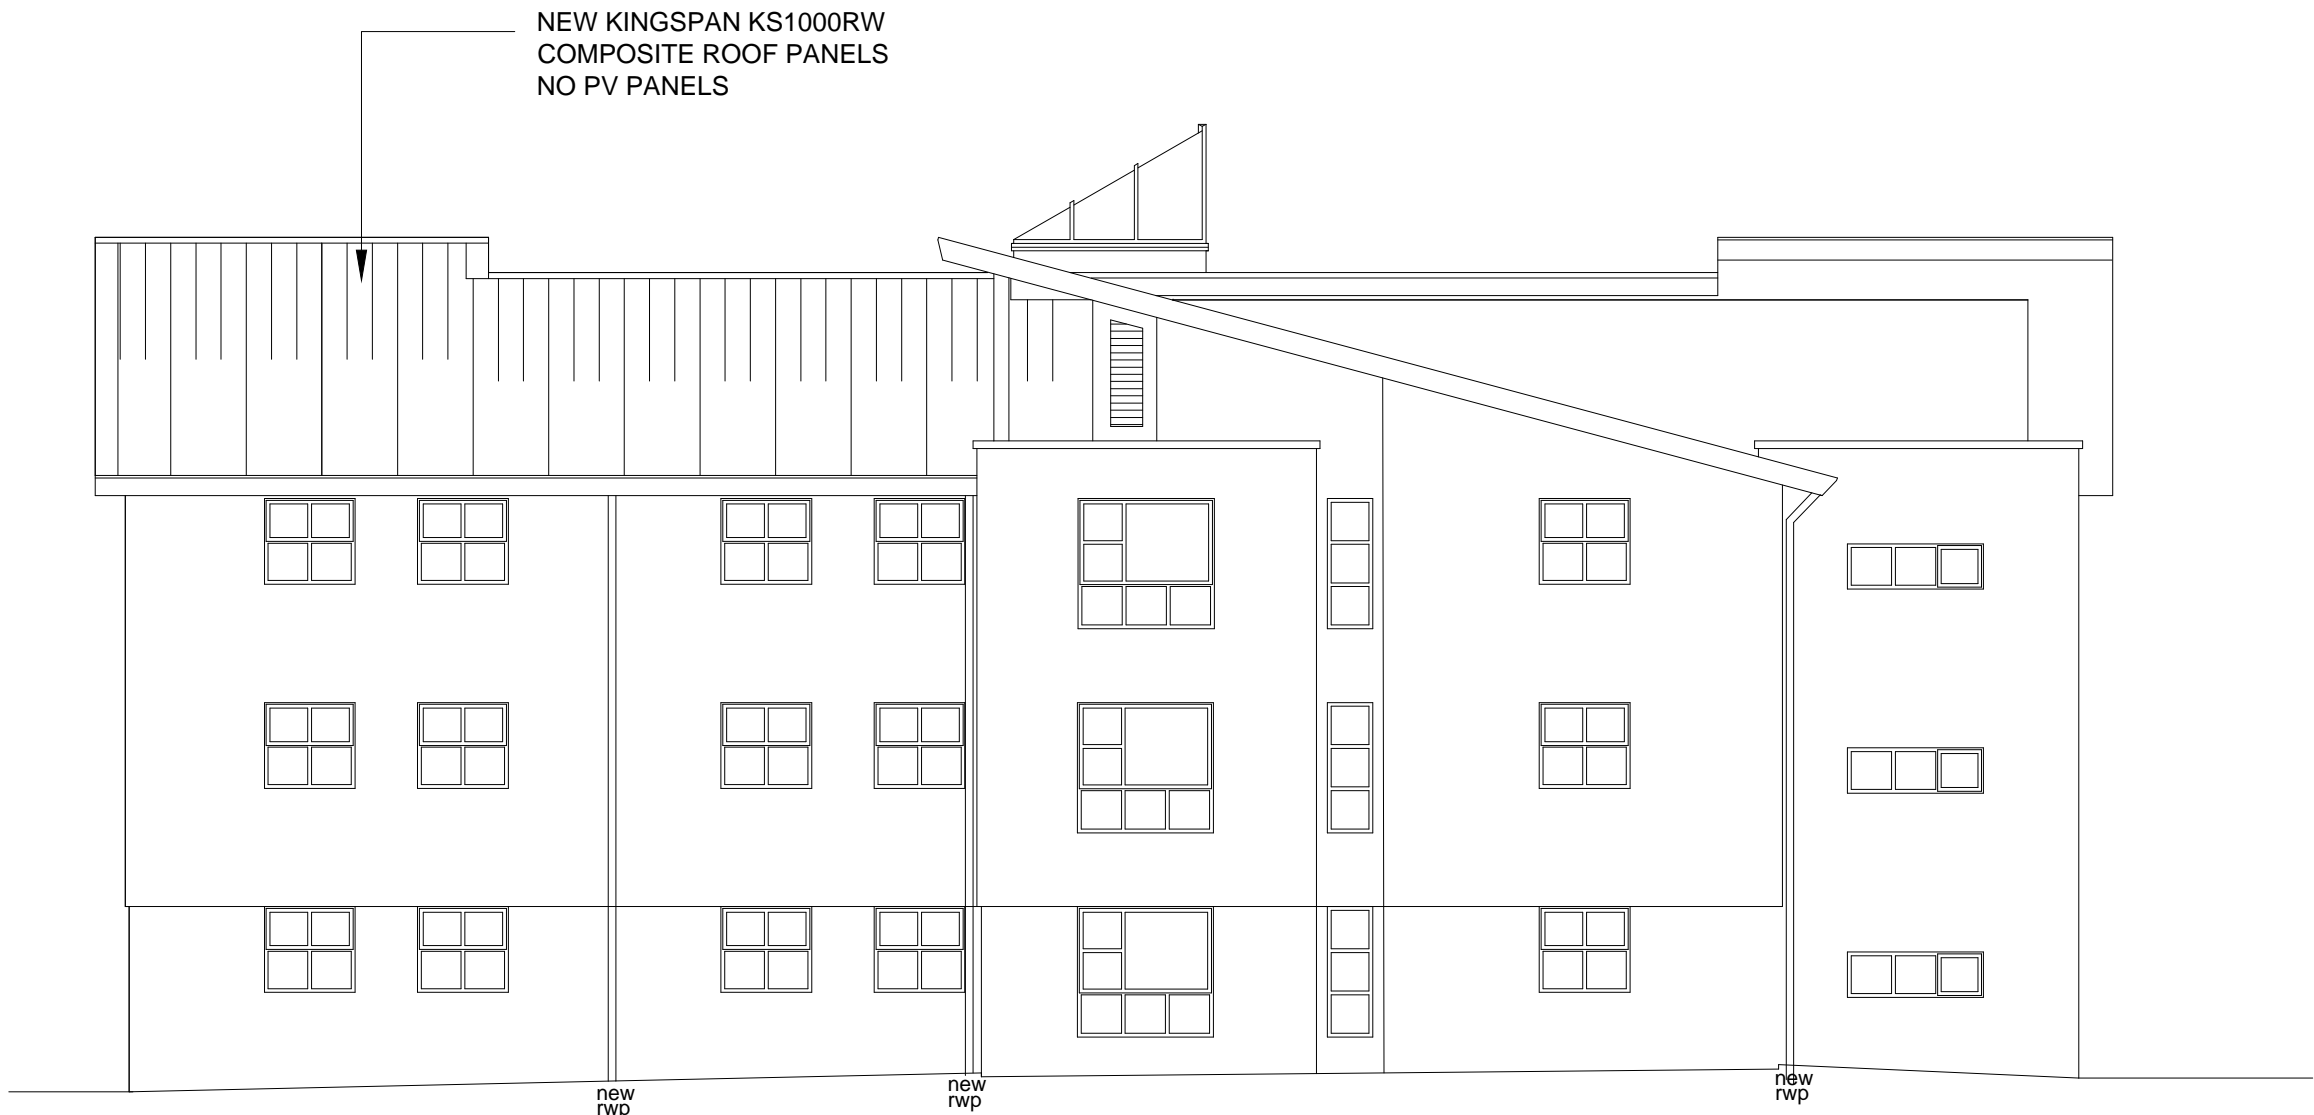 NEW KINGSPAN KS1000RW
COMPOSITE ROOF PANELS
NO PV PANELS
new
rwp
new
rwp
new
rwp